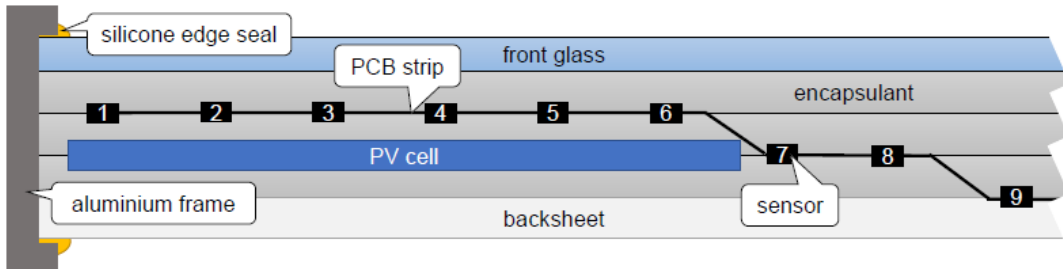 silicone edge seal
front glass
PCB strip
encapsulant
1 2 3 4 5 6
PV cell
7 8
9
aluminium frame
sensor
backsheet